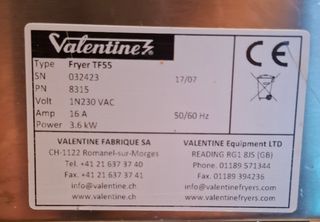 Valentine
CE
Type Fryer TF55
SN 032423 17/07
PN 8315
Volt 1N230 VAC
Amp 16 A 50/60 Hz
Power 3.6 kW
VALENTINE FABRIQUE SA
CH-1122 Romanel-sur-Morges
Tel. +41 21 637 37 40
Fax. +41 21 637 37 41
info@valentine.ch
www.valentine.ch
VALENTINE Equipment LTD
READING RG1 8JS (GB)
Phone 01189 571344
Fax 01189 394236
info@valentinefryers.com
www.valentinefryers.com